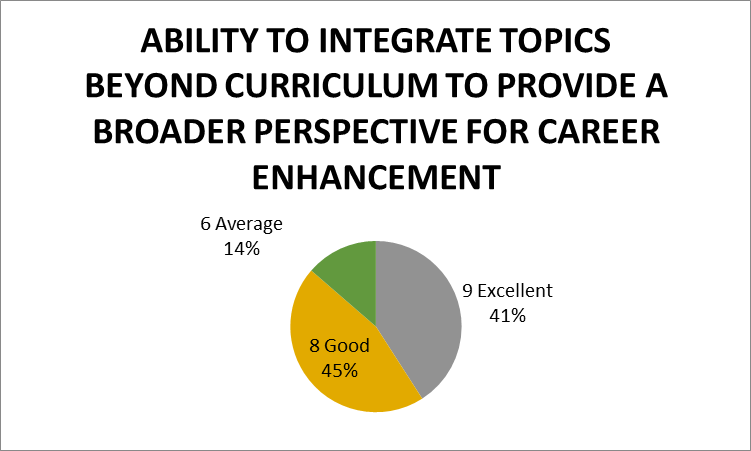 ABILITY TO INTEGRATE TOPICS
BEYOND CURRICULUM TO PROVIDE A
BROADER PERSPECTIVE FOR CAREER
ENHANCEMENT
6 Average
14%
9 Excellent
41%
8 Good
45%